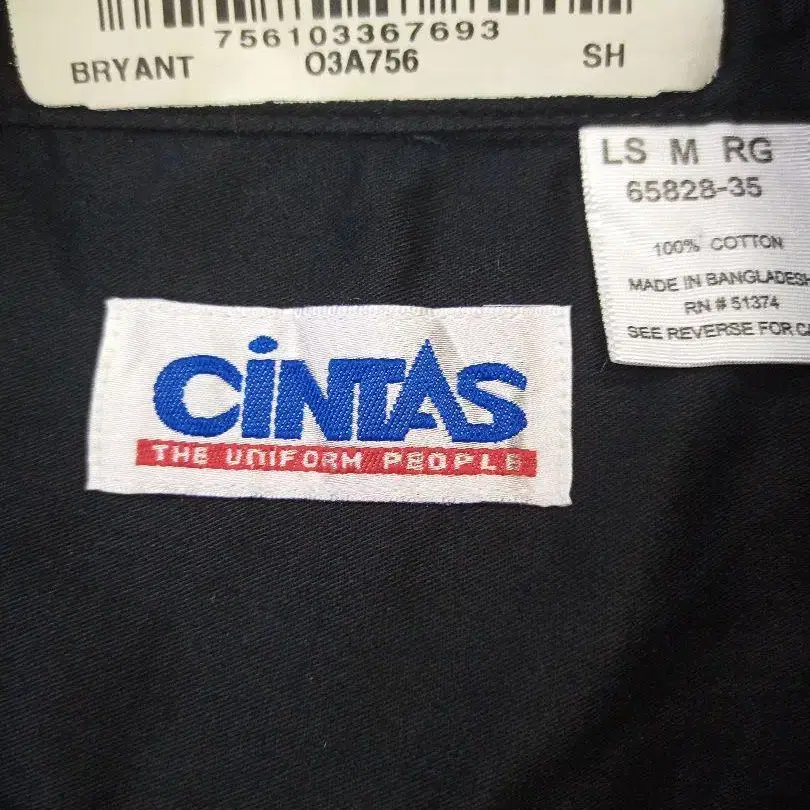 756103367693
BRYANT 03A756 SH
LS M RG
65828-35
100% COTTON
MADE IN BANGLADESH
RN # 51374
SEE REVERSE FOR
CINTAS
THE UNIFORM PEOPLE